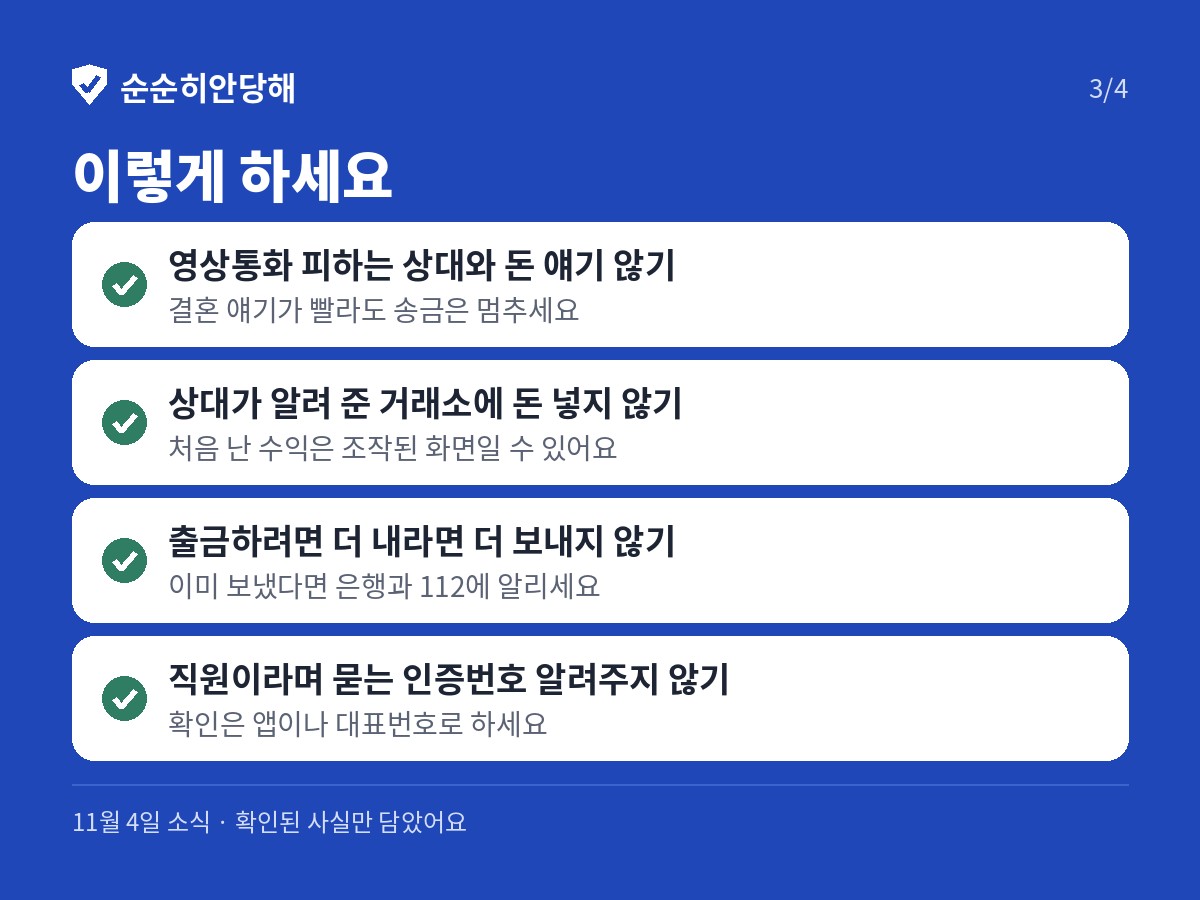 순순히안당해
3/4
이렇게 하세요
영상통화 피하는 상대와 돈 얘기 않기
결혼 얘기가 빨라도 송금은 멈추세요
상대가 알려 준 거래소에 돈 넣지 않기
처음 난 수익은 조작된 화면일 수 있어요
출금하려면 더 내라면 더 보내지 않기
이미 보냈다면 은행과 112에 알리세요
직원이라며 묻는 인증번호 알려주지 않기
확인은 앱이나 대표번호로 하세요
11월 4일 소식 · 확인된 사실만 담았어요